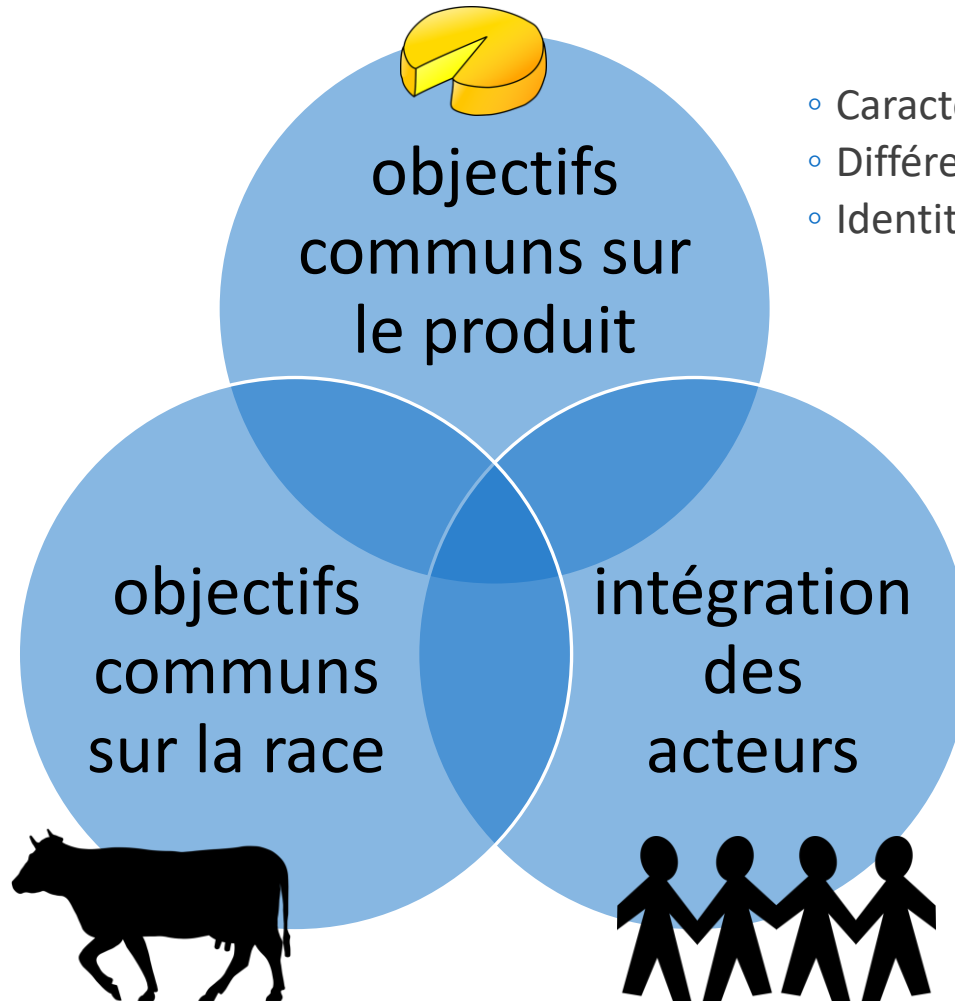 objectifs
communs sur
le produit
objectifs
communs
sur la race
intégration
des
acteurs